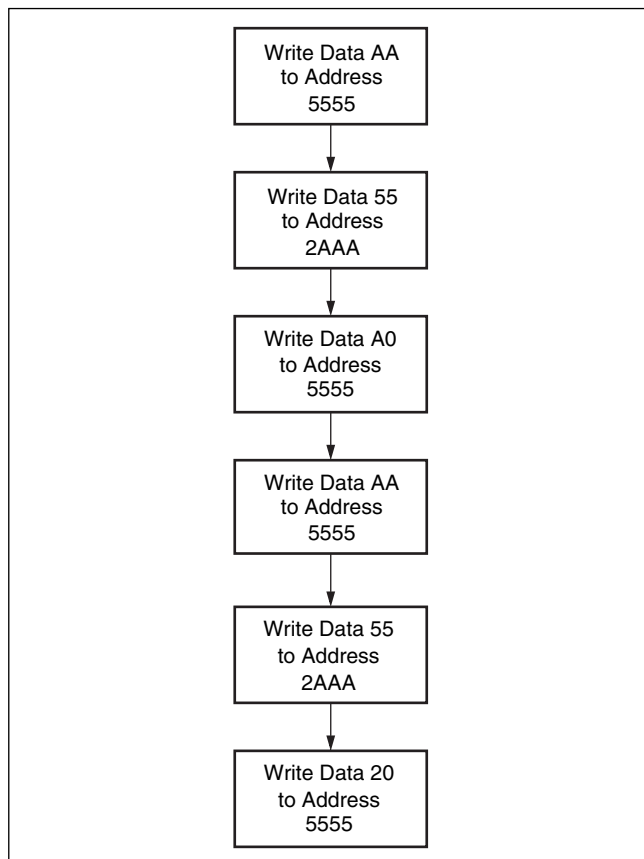 Write Data AA
to Address
5555
Write Data 55
to Address
2AAA
Write Data A0
to Address
5555
Write Data AA
to Address
5555
Write Data 55
to Address
2AAA
Write Data 20
to Address
5555